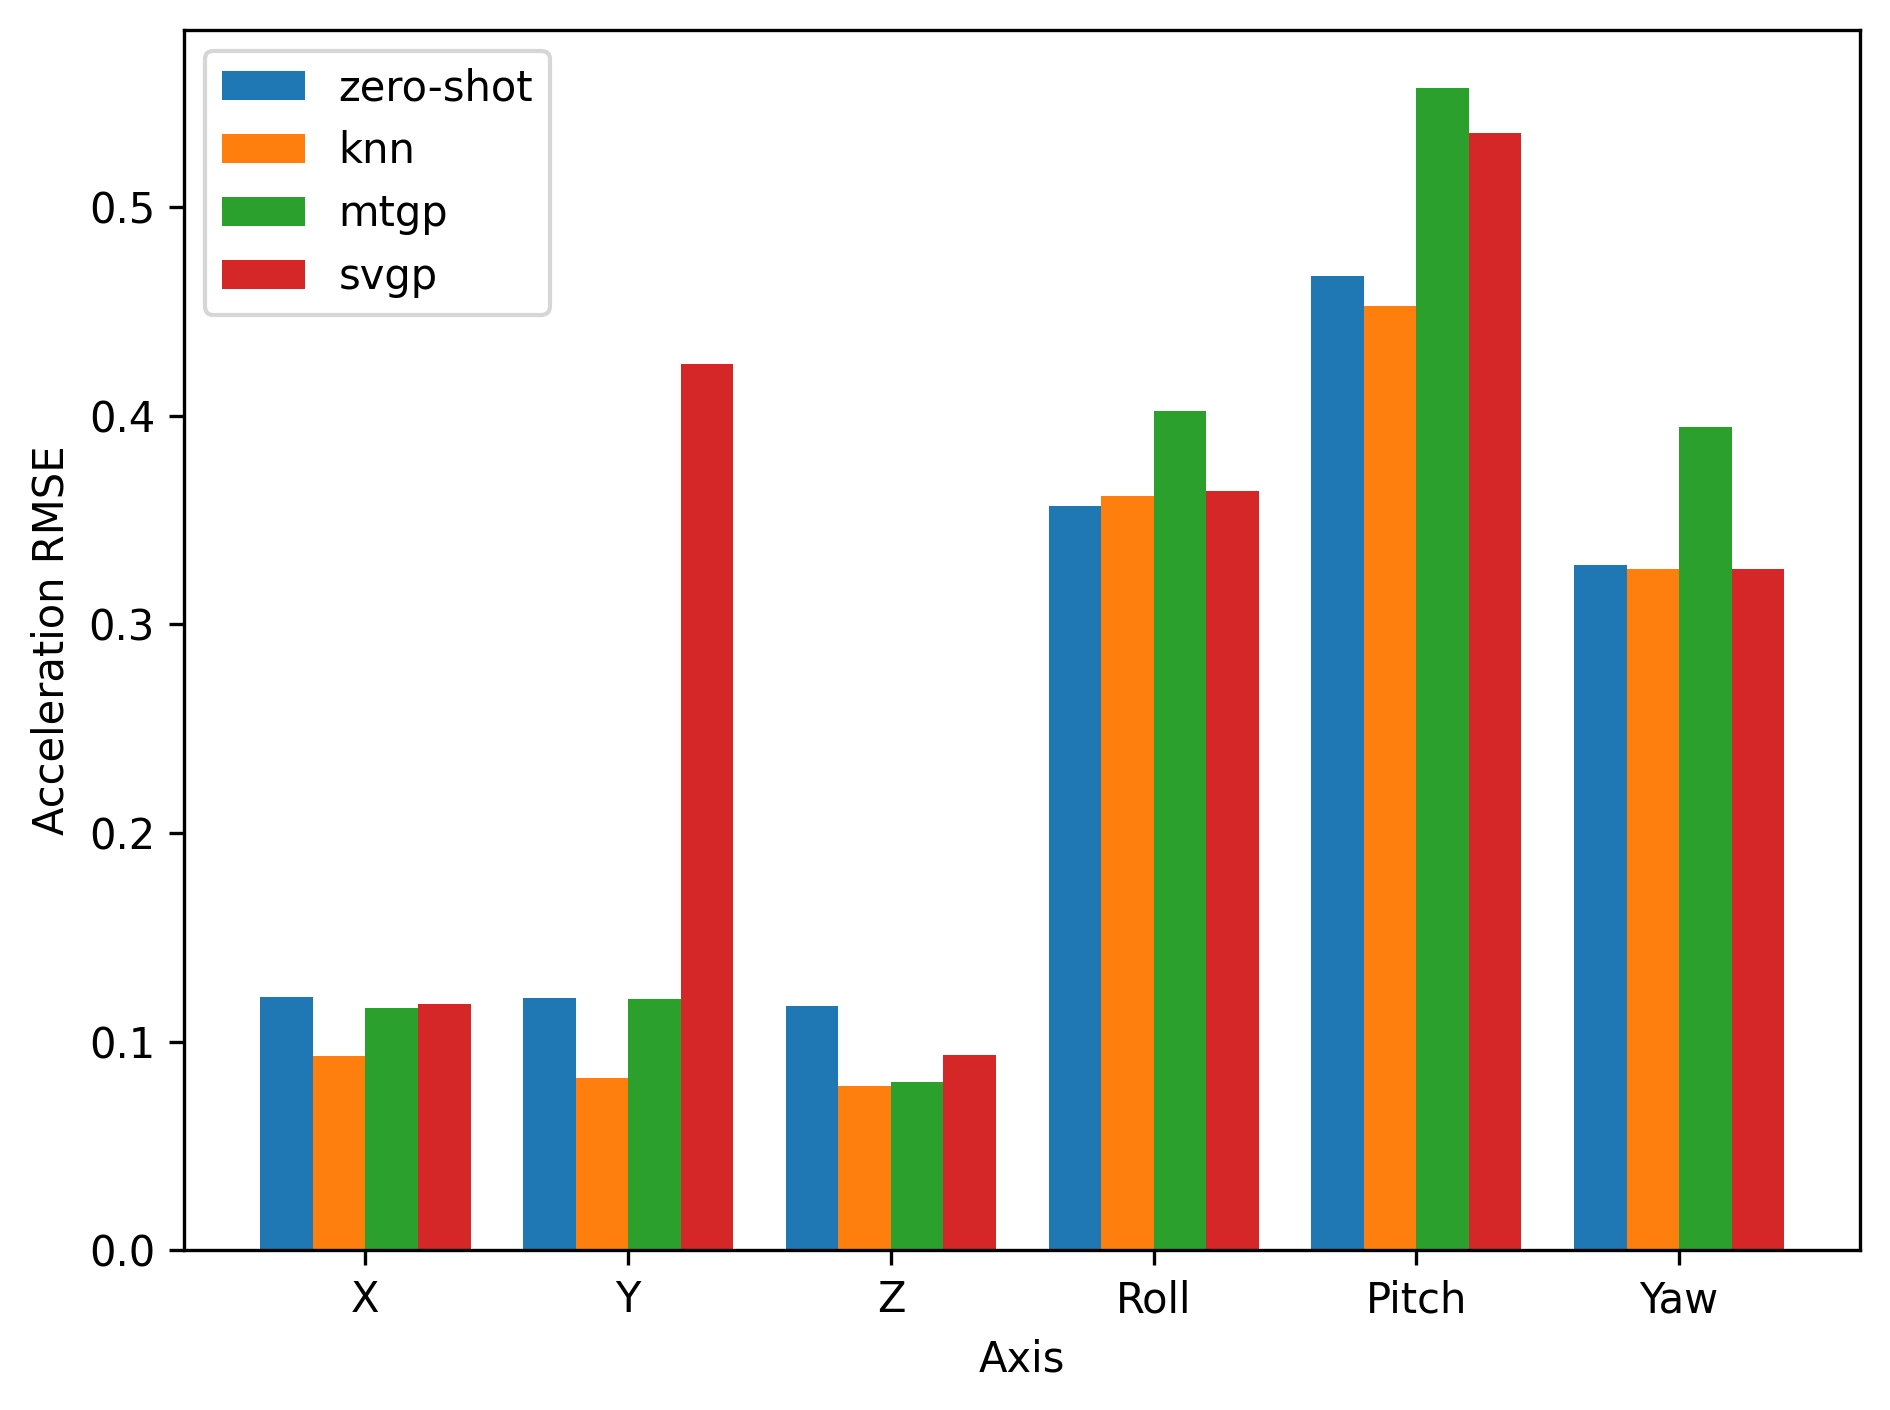 zero-shot
knn
mtgp
svgp
Acceleration RMSE
0.5
0.4
0.3
0.2
0.1
0.0
X Y Z Roll Pitch Yaw
Axis